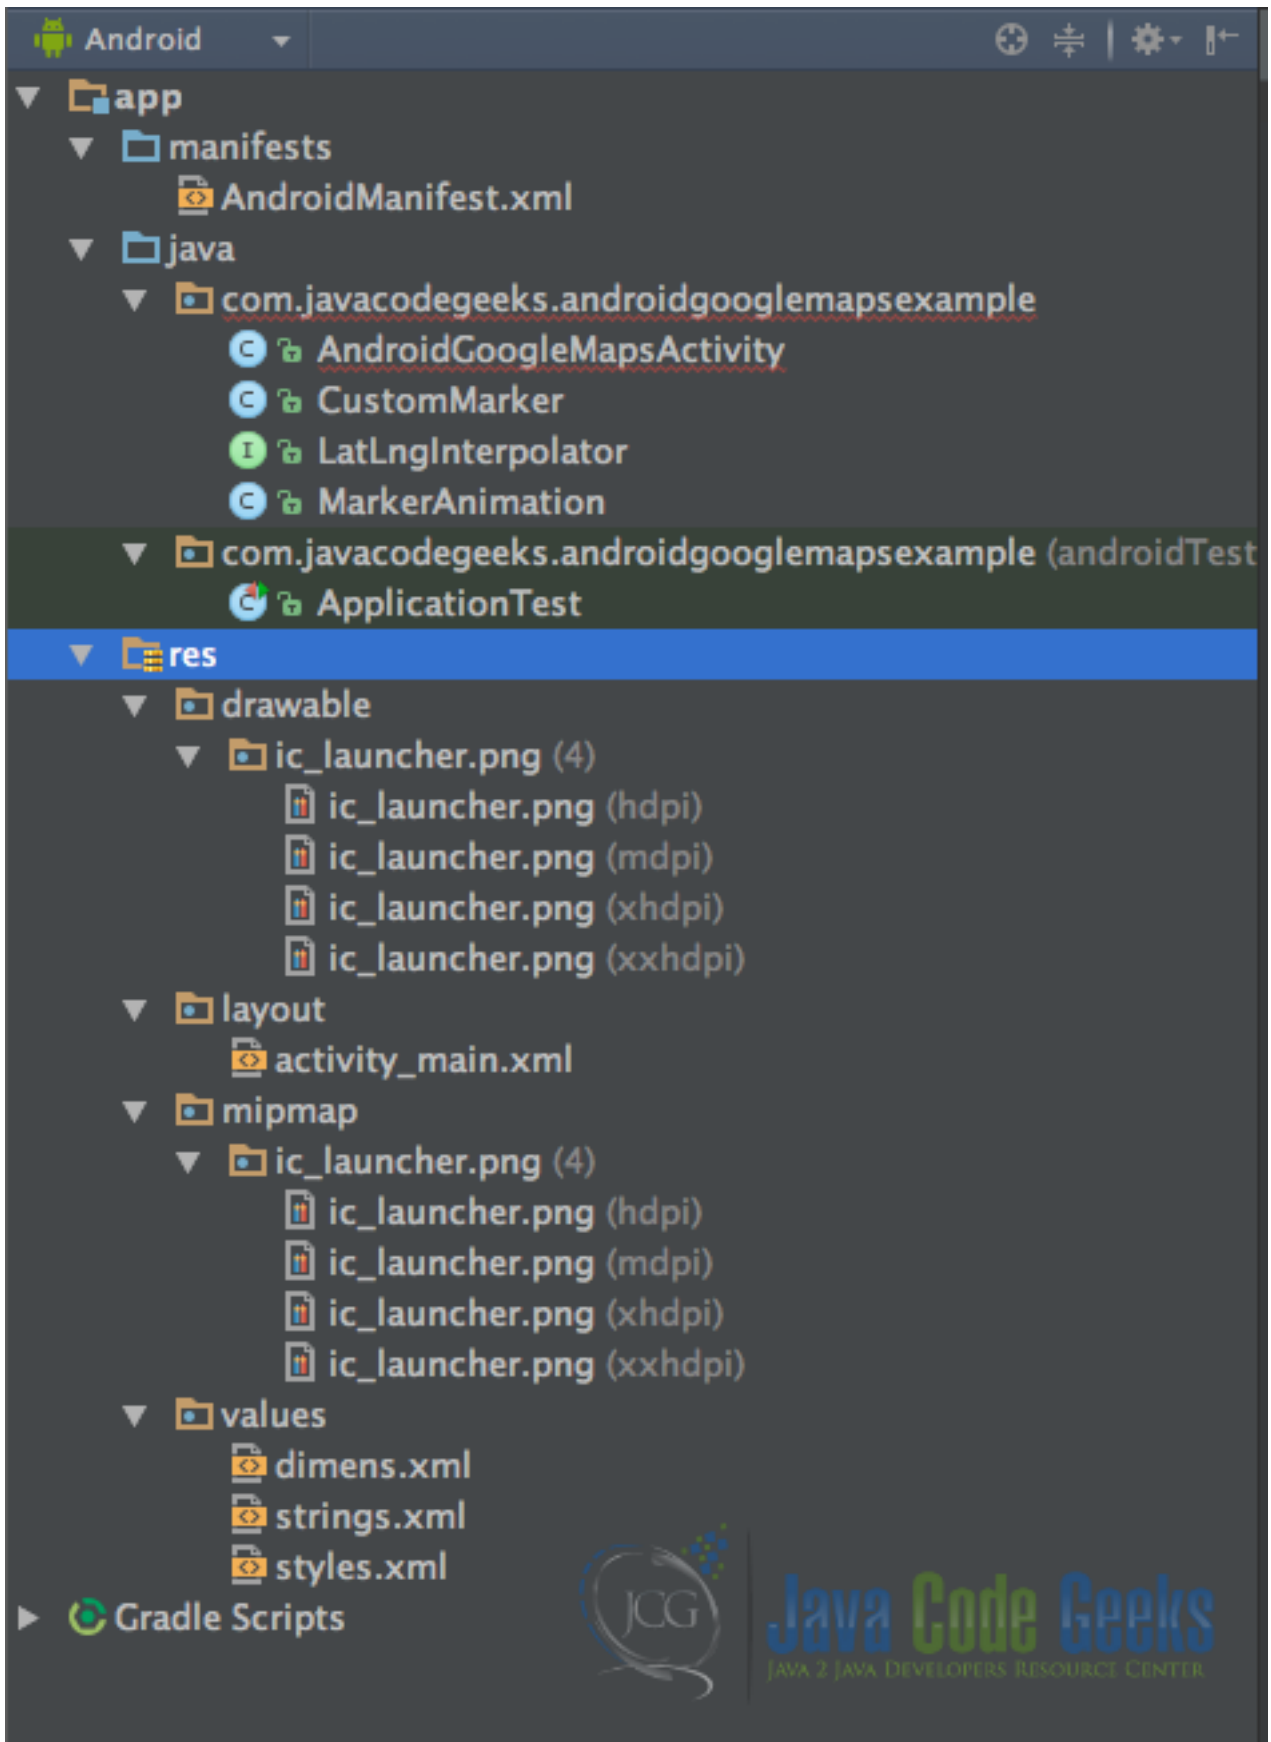 Android
app
manifests
AndroidManifest.xml
java
com.javacodegeeks.androidgooglemapsexample
AndroidGoogleMapsActivity
CustomMarker
LatLngInterpolator
MarkerAnimation
com.javacodegeeks.androidgooglemapsexample (androidTest
ApplicationTest
res
drawable
ic_launcher.png (4)
ic_launcher.png (hdpi)
ic_launcher.png (mdpi)
ic_launcher.png (xhdpi)
ic_launcher.png (xxhdpi)
layout
activity_main.xml
mipmap
ic_launcher.png (4)
ic_launcher.png (hdpi)
ic_launcher.png (mdpi)
ic_launcher.png (xhdpi)
ic_launcher.png (xxhdpi)
values
dimens.xml
strings.xml
styles.xml
Gradle Scripts
JCG
Java Code Geeks
JAVA 2 JAVA DEVELOPERS RESOURCE CENTER